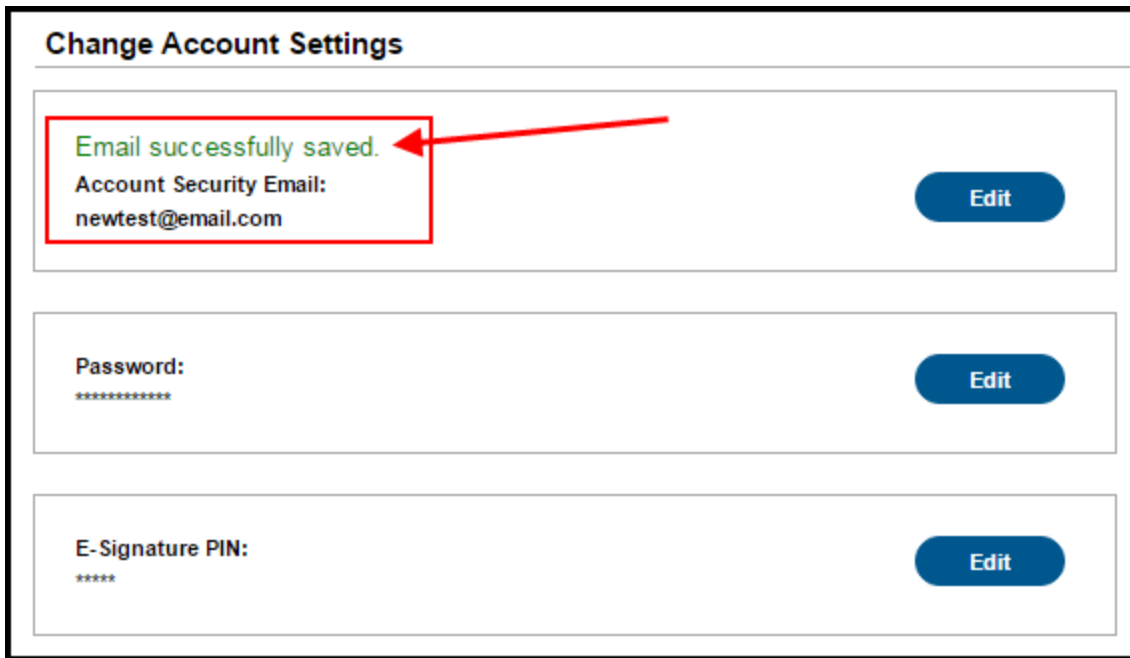 Change Account Settings
Email successfully saved.
Account Security Email:
newtest@email.com
Edit
Password:
************
Edit
E-Signature PIN:
*****
Edit